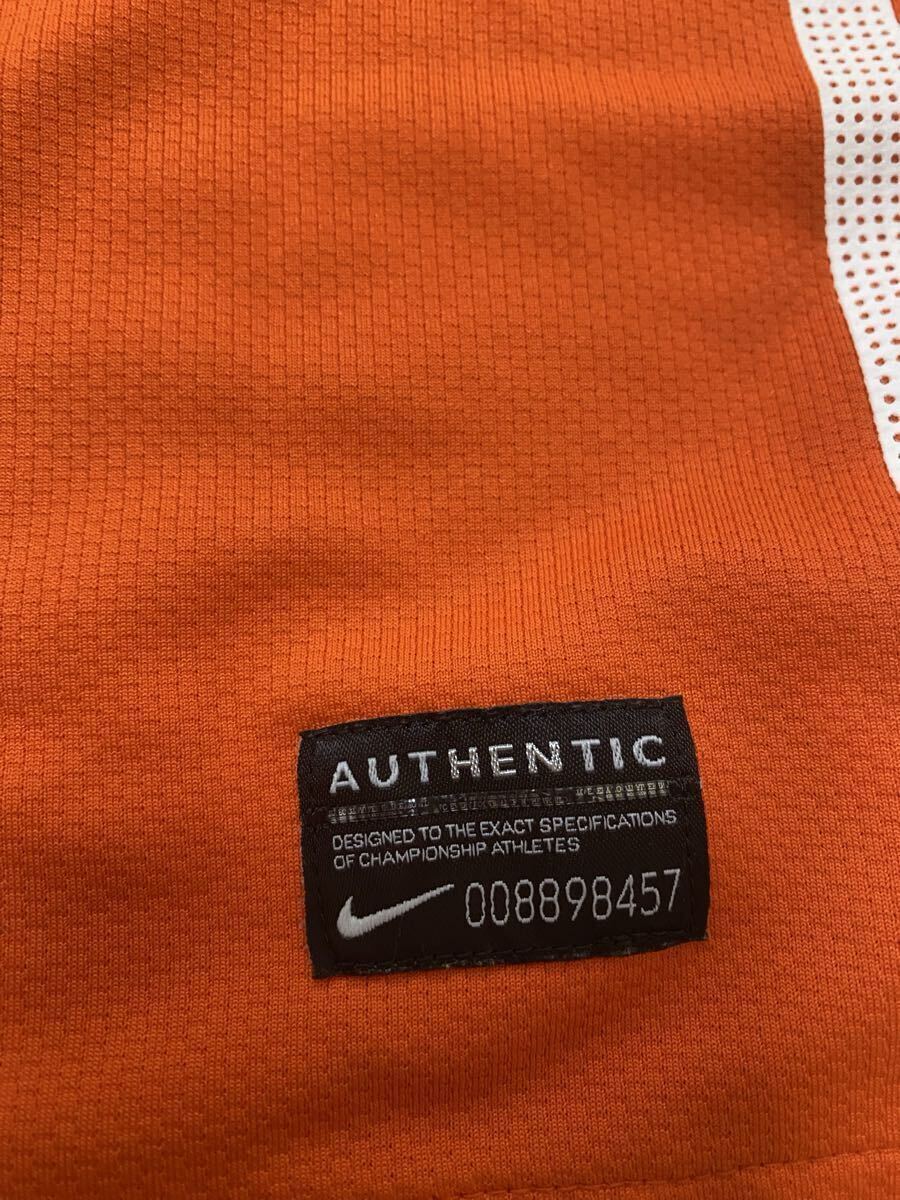 AUTHENTIC
DESIGNED TO THE EXACT SPECIFICATIONS
OF CHAMPIONSHIP ATHLETES
008898457